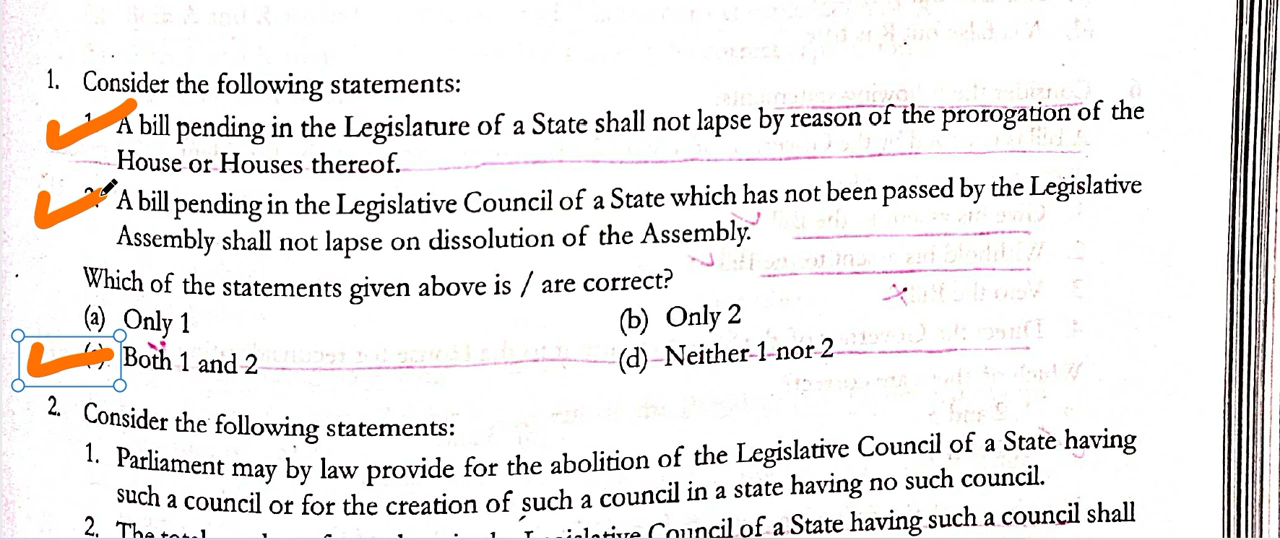 1. Consider the following statements:
A bill pending in the Legislature of a State shall not lapse by reason of the prorogation of the
House or Houses thereof.
A bill pending in the Legislative Council of a State which has not been passed by the Legislative
Assembly shall not lapse on dissolution of the Assembly.
Which of the statements given above is / are correct?
(a) Only 1 (b) Only 2
Both 1 and 2 (d) Neither 1 nor 2
2. Consider the following statements:
1. Parliament may by law provide for the abolition of the Legislative Council of a State having
such a council or for the creation of such a council in a state having no such council.
2. The Council of a State having such a council shall